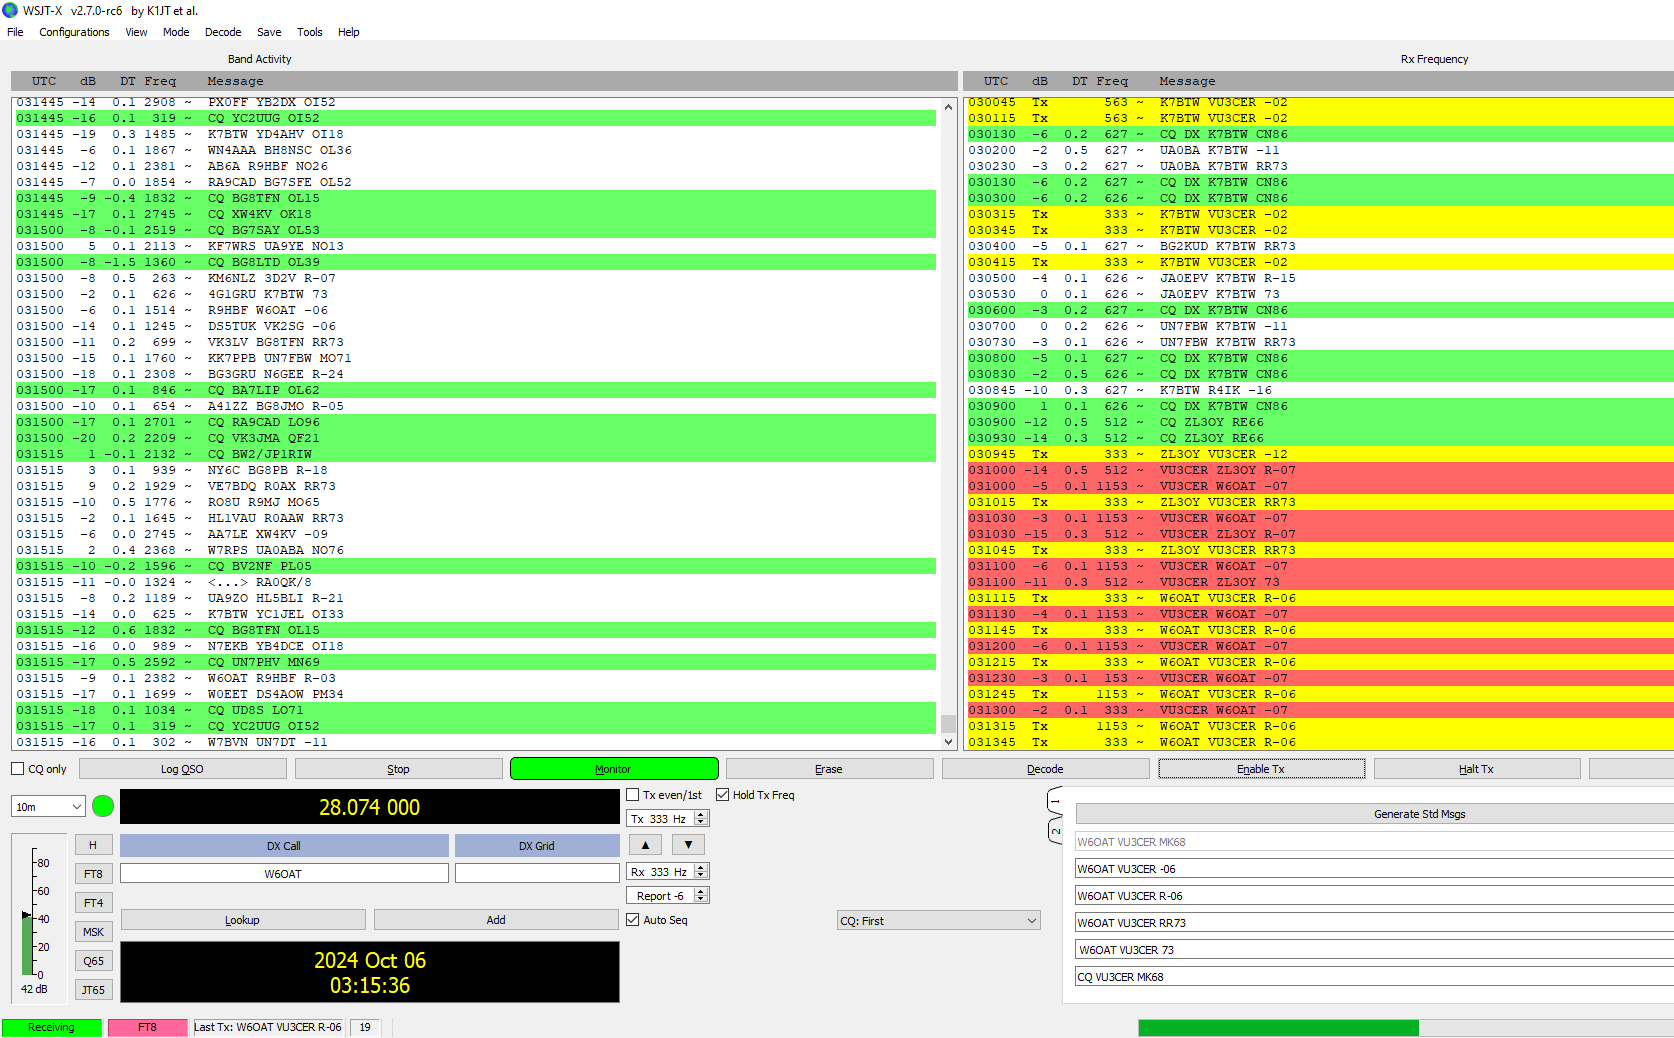 WSJT-X v2.7.0-rc6 by K1JT et al.
File Configurations View Mode Decode Save Tools Help
Band Activity
UTC dB DT Freq Message
031445 -14 0.1 2908 ~ PX0FF YB2DX OI52
031445 -16 0.1 319 ~ CQ YC2UUG OI52
031445 -19 0.3 1485 ~ K7BTW YD4AHV OI18
031445 -6 0.1 1867 ~ WN4AAA BH8NSC OL36
031445 -12 0.1 2381 ~ AB6A R9HBF NO26
031445 -7 0.0 1854 ~ RA9CAD BG7SFE OL52
031445 -9 -0.4 1832 ~ CQ BG8TFN OL15
031445 -17 0.1 2745 ~ CQ XW4KV OK18
031500 -8 -0.1 2519 ~ CQ BG7SAY OL53
031500 5 0.1 2113 ~ KF7WRS UA9YE NO13
031500 -8 -1.5 1360 ~ CQ BG8LTD OL39
031500 -8 0.5 263 ~ KM6NLZ 3D2V R-07
031500 -2 0.1 626 ~ 4G1GRU K7BTW 73
031500 -6 0.1 1514 ~ R9HBF W6OAT -06
031500 -14 0.1 1245 ~ DS5TUK VK2SG -06
031500 -11 0.2 699 ~ VK3LV BG8TFN RR73
031500 -15 0.1 1760 ~ KK7PPB UN7FBW MO71
031500 -18 0.1 2308 ~ BG3GRU N6GEE R-24
031500 -17 0.1 846 ~ CQ BA7LIP OL62
031500 -10 0.1 654 ~ A41ZZ BG8JMO R-05
031500 -17 0.1 2701 ~ CQ RA9CAD LO96
031500 -20 0.2 2209 ~ CQ VK3JMA QF21
031515 1 -0.1 2132 ~ CQ BW2/JP1RIW
031515 3 0.1 939 ~ NY6C BG8PB R-18
031515 9 0.2 1929 ~ VE7BDQ R0AX RR73
031515 -10 0.5 1776 ~ RO8U R9MJ MO65
031515 -2 0.1 1645 ~ HL1VAU R0AAW RR73
031515 -6 0.0 2745 ~ AA7LE XW4KV -09
031515 2 0.4 2368 ~ W7RPS UA0ABA NO76
031515 -10 -0.2 1596 ~ CQ BV2NF PL05
031515 -11 -0.0 1324 ~ <...> RA0QK/8
031515 -8 0.2 1189 ~ UA9ZO HL5BLI R-21
031515 -14 0.0 625 ~ K7BTW YC1JEL OI33
031515 -12 0.6 1832 ~ CQ BG8TFN OL15
031515 -16 0.0 989 ~ N7EKB YB4DCE OI18
031515 -17 0.5 2592 ~ CQ UN7PHV MN69
031515 -9 0.1 2382 ~ W6OAT R9HBF R-03
031515 -17 0.1 1699 ~ W0EET DS4AOW PM34
031515 -18 0.1 1034 ~ CQ UD8S LO71
031515 -17 0.1 319 ~ CQ YC2UUG OI52
031515 -16 0.1 302 ~ W7BVN UN7DT -11
Rx Frequency
UTC dB DT Freq Message
030045 Tx 563 ~ K7BTW VU3CER -02
030115 Tx 563 ~ K7BTW VU3CER -02
030130 -6 0.2 627 ~ CQ DX K7BTW CN86
030200 -2 0.5 627 ~ UA0BA K7BTW -11
030230 -3 0.2 627 ~ UA0BA K7BTW RR73
030130 -6 0.2 627 ~ CQ DX K7BTW CN86
030300 -6 0.2 626 ~ CQ DX K7BTW CN86
030315 Tx 333 ~ K7BTW VU3CER -02
030345 Tx 333 ~ K7BTW VU3CER -02
030400 -5 0.1 627 ~ BG2KUD K7BTW RR73
030415 Tx 333 ~ K7BTW VU3CER -02
030500 -4 0.1 626 ~ JA0EPV K7BTW R-15
030530 0 0.1 626 ~ JA0EPV K7BTW 73
030600 -3 0.2 627 ~ CQ DX K7BTW CN86
030700 0 0.2 626 ~ UN7FBW K7BTW -11
030730 -3 0.1 626 ~ UN7FBW K7BTW RR73
030800 -5 0.1 627 ~ CQ DX K7BTW CN86
030830 -2 0.5 626 ~ CQ DX K7BTW CN86
030845 -10 0.3 627 ~ K7BTW R4IK -16
030900 1 0.1 626 ~ CQ DX K7BTW CN86
030900 -12 0.5 512 ~ CQ ZL3OY RE66
030930 -14 0.3 512 ~ CQ ZL3OY RE66
030945 Tx 333 ~ ZL3OY VU3CER -12
031000 -14 0.5 512 ~ VU3CER ZL3OY R-07
031000 -5 0.1 1153 ~ VU3CER W6OAT -07
031015 Tx 333 ~ ZL3OY VU3CER RR73
031030 -3 0.1 1153 ~ VU3CER W6OAT -07
031030 -15 0.3 512 ~ VU3CER ZL3OY R-07
031045 Tx 333 ~ ZL3OY VU3CER RR73
031100 -6 0.1 1153 ~ VU3CER W6OAT -07
031100 -11 0.3 512 ~ VU3CER ZL3OY 73
031115 Tx 333 ~ W6OAT VU3CER R-06
031130 -4 0.1 1153 ~ VU3CER W6OAT -07
031145 Tx 333 ~ W6OAT VU3CER R-06
031200 -6 0.1 1153 ~ VU3CER W6OAT -07
031215 Tx 333 ~ W6OAT VU3CER R-06
031230 -3 0.1 153 ~ VU3CER W6OAT -07
031245 Tx 1153 ~ W6OAT VU3CER R-06
031300 -2 0.1 333 ~ VU3CER W6OAT -07
031315 Tx 1153 ~ W6OAT VU3CER R-06
031345 Tx 333 ~ W6OAT VU3CER R-06
CQ only Log QSO Stop Monitor Erase Decode Enable Tx Halt Tx
10m
28.074 000
Tx even/1st Hold Tx Freq
Tx 333 Hz
Rx 333 Hz
Report -6
Auto Seq
CQ: First
DX Call DX Grid
W6OAT
Lookup Add
2024 Oct 06
03:15:36
H
FT8
FT4
MSK
Q65
JT65
80
60
40
20
0
42 dB
1
2
Generate Std Msgs
W6OAT VU3CER MK68
W6OAT VU3CER -06
W6OAT VU3CER R-06
W6OAT VU3CER RR73
W6OAT VU3CER 73
CQ VU3CER MK68
Receiving FT8 Last Tx: W6OAT VU3CER R-06 19